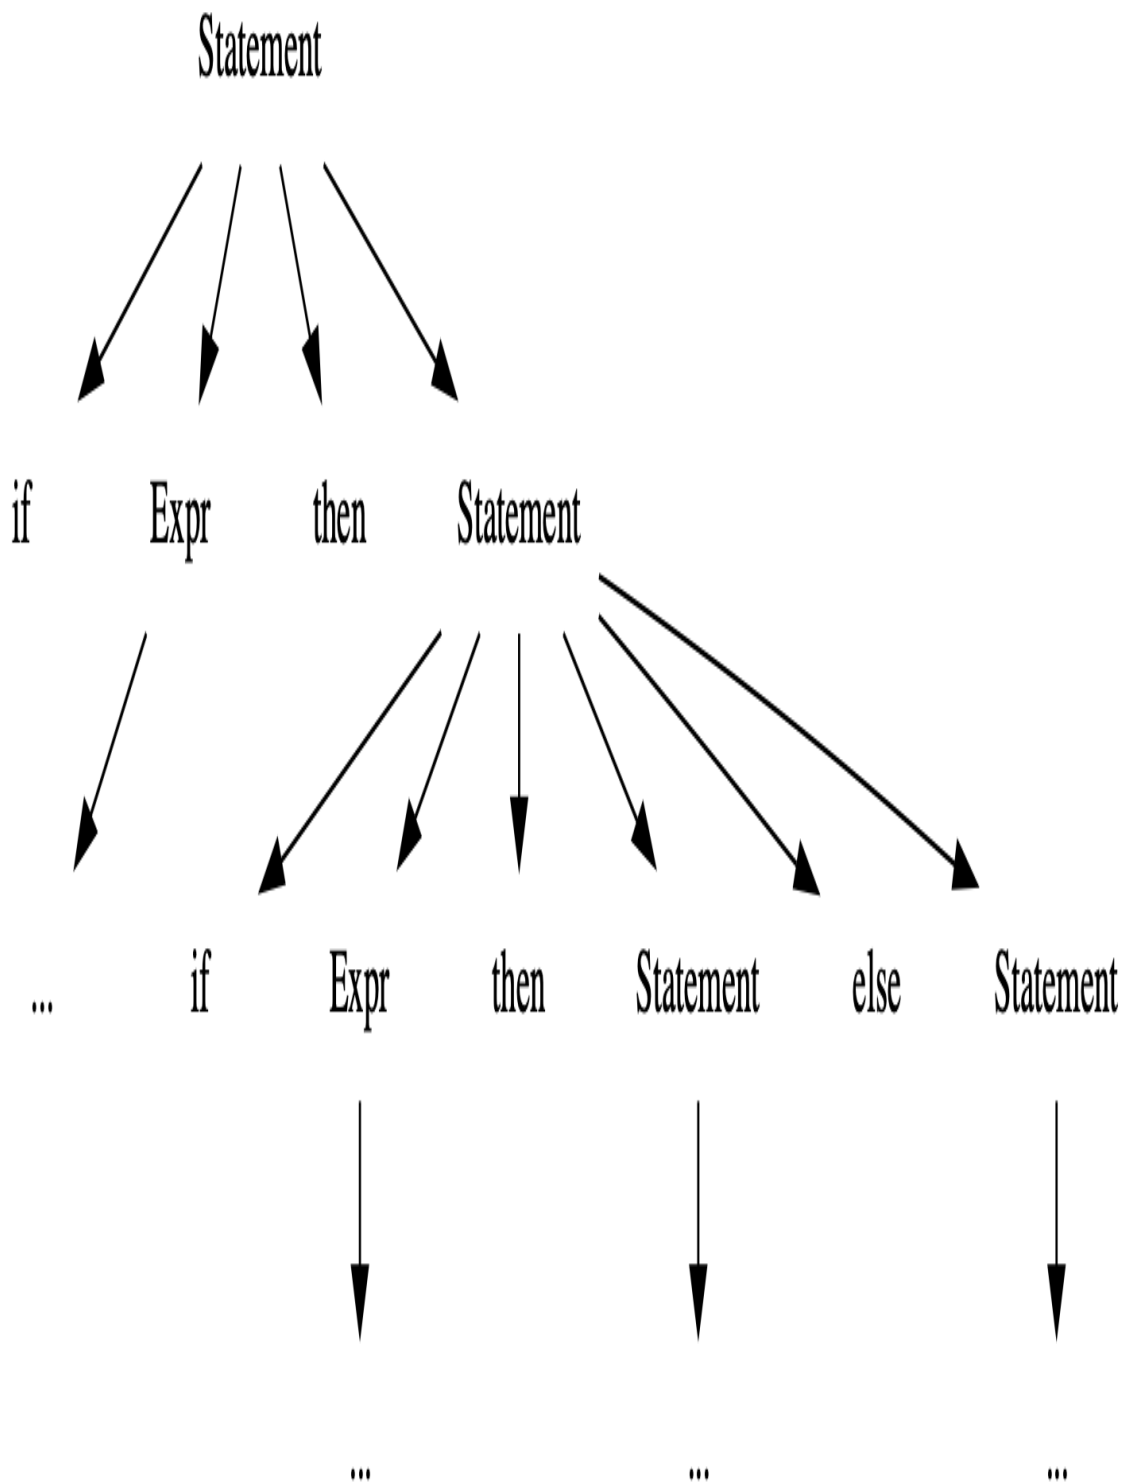 Statement
if Expr then Statement
... if Expr then Statement else Statement
... ... ...